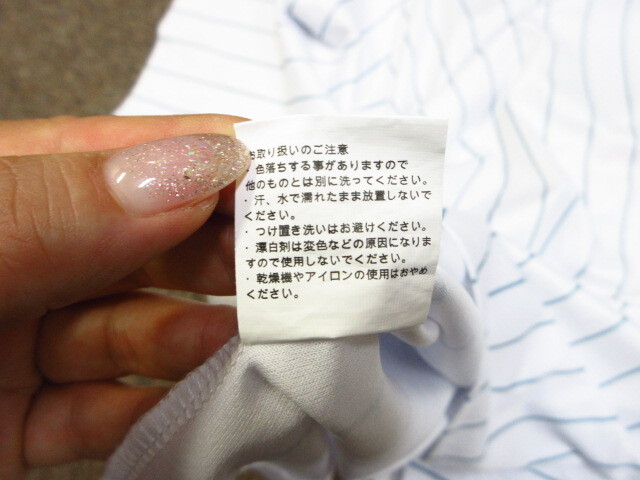 お取り扱いのご注意
・色落ちする事がありますので
他のものとは別に洗ってください。
・汗、水で濡れたまま放置しないで
ください。
・つけ置き洗いはお避けください。
・漂白剤は変色などの原因になりま
すので使用しないでください。
・乾燥機やアイロンの使用はおやめ
ください。